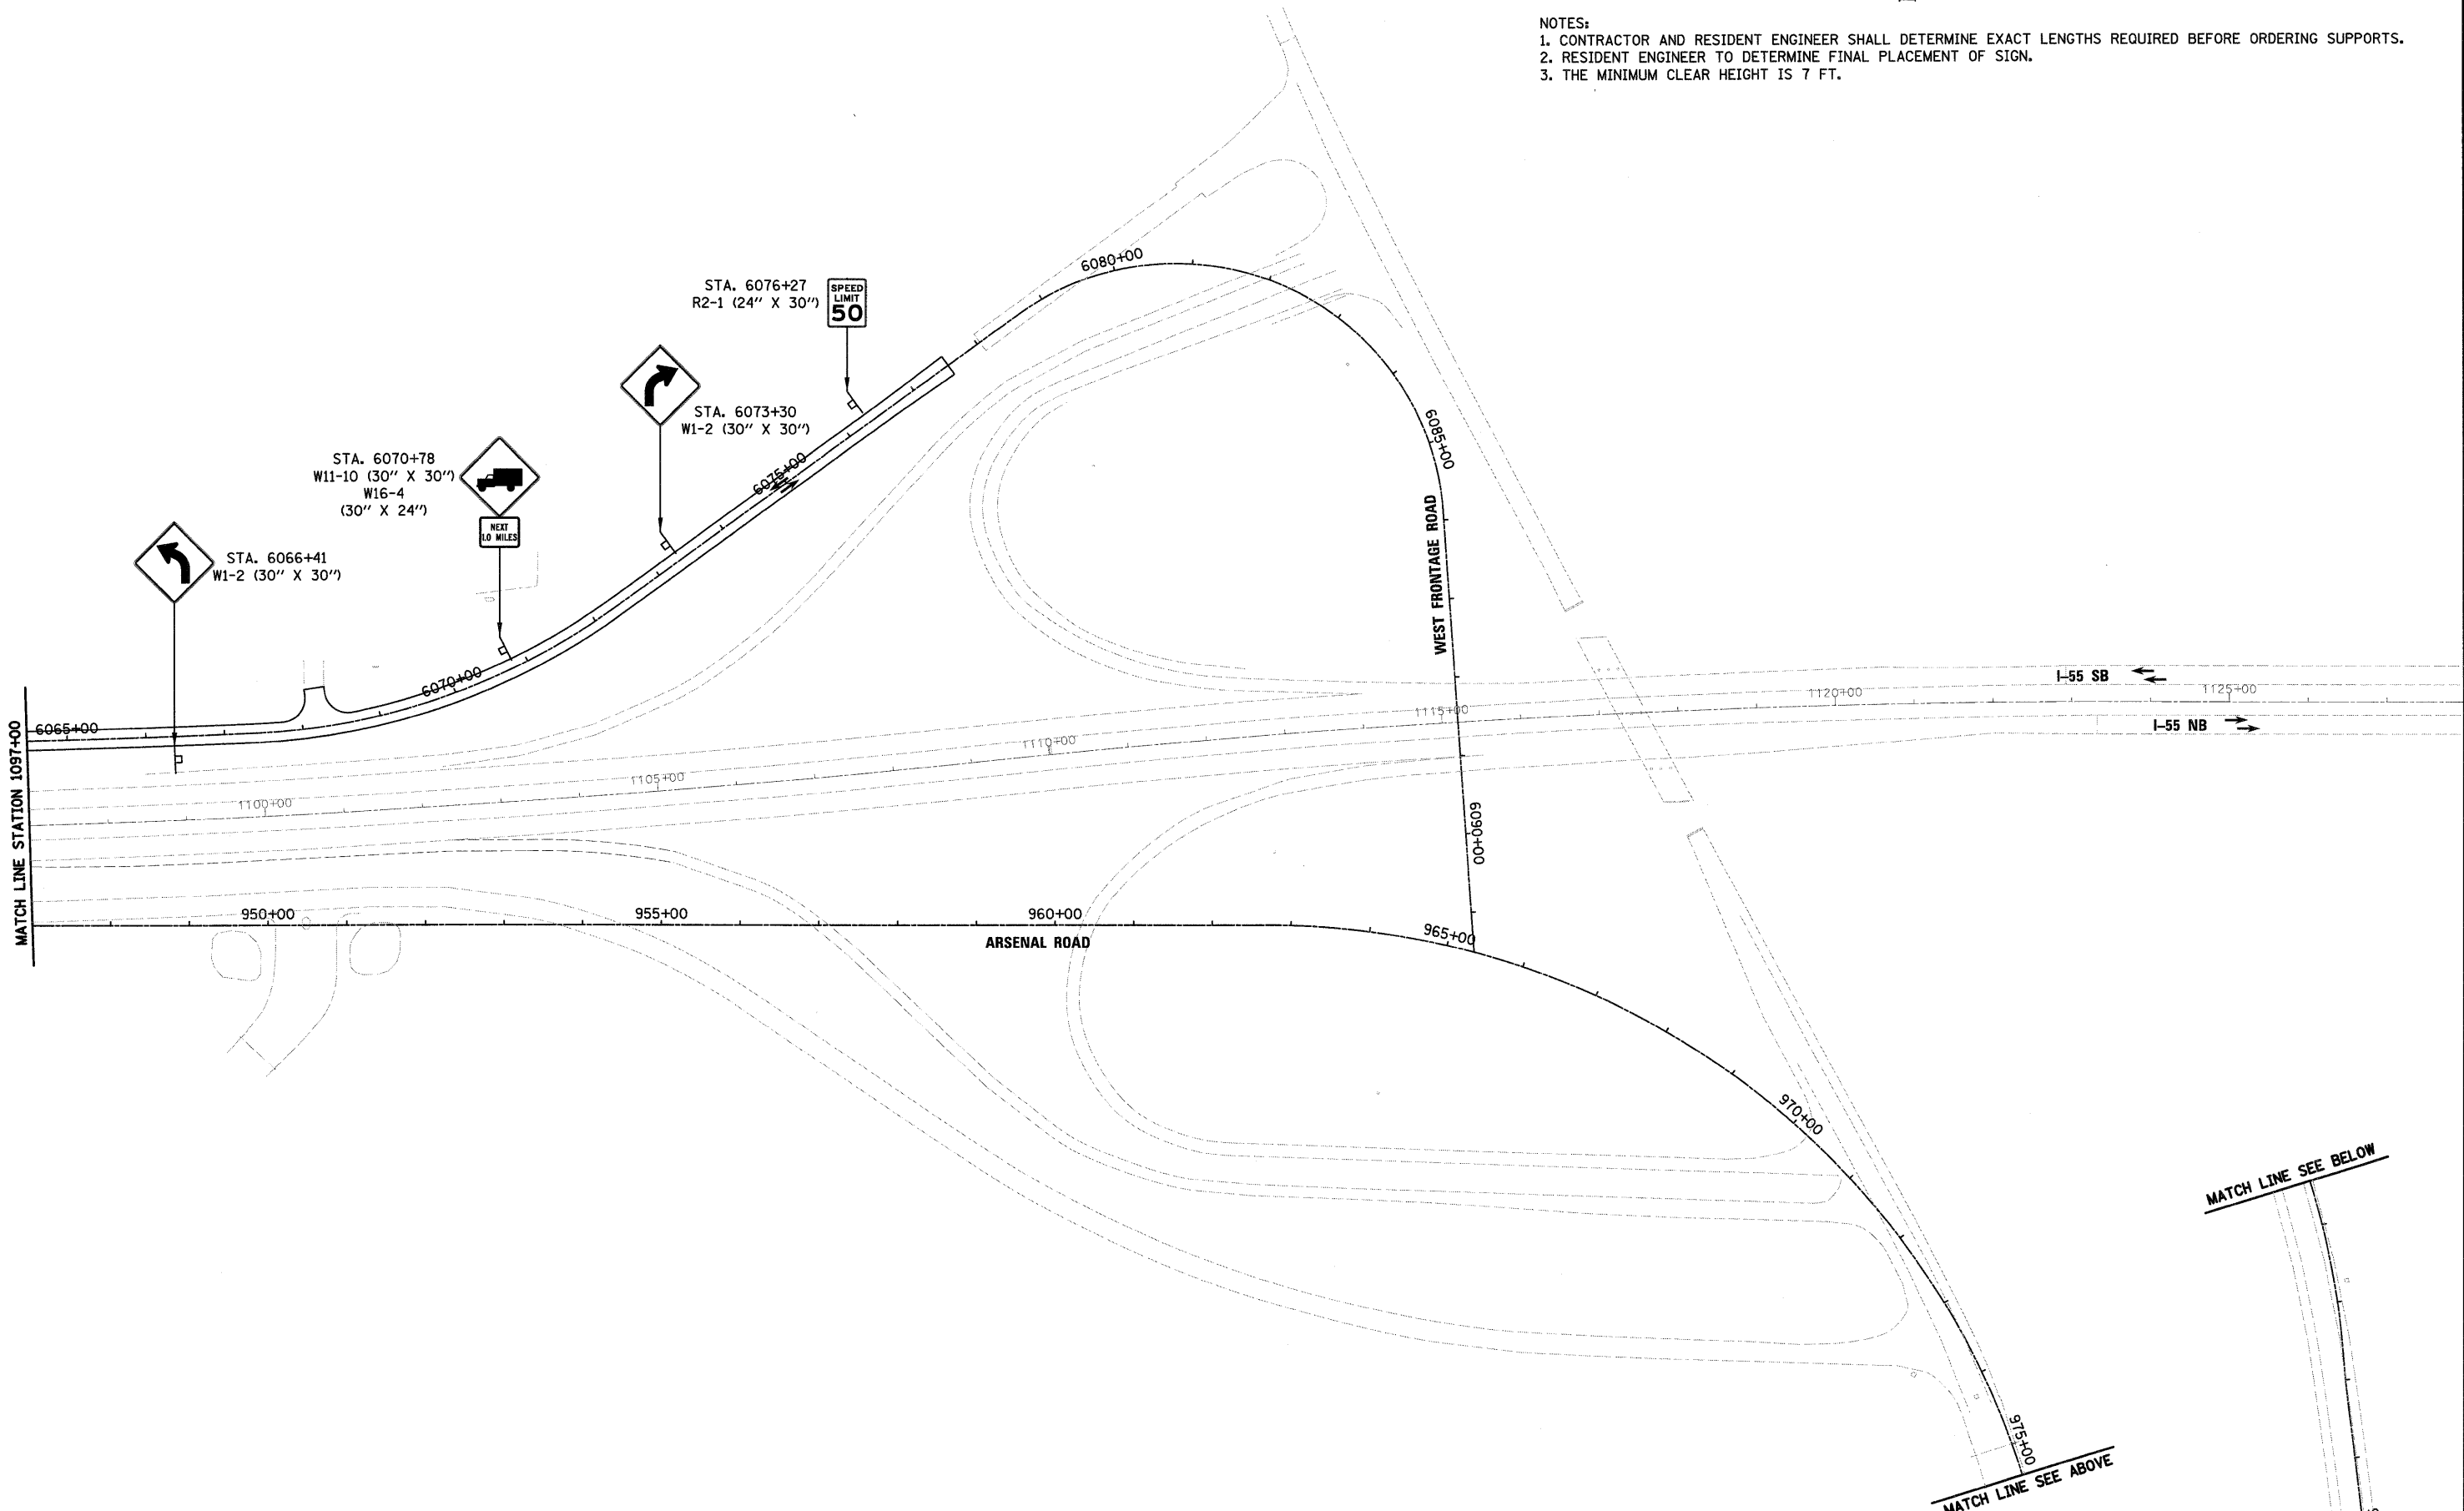 NOTES:
1. CONTRACTOR AND RESIDENT ENGINEER SHALL DETERMINE EXACT LENGTHS REQUIRED BEFORE ORDERING SUPPORTS.
2. RESIDENT ENGINEER TO DETERMINE FINAL PLACEMENT OF SIGN.
3. THE MINIMUM CLEAR HEIGHT IS 7 FT.
6080+00
STA. 6076+27
R2-1 (24" X 30")
SPEED
LIMIT
50
STA. 6073+30
W1-2 (30" X 30")
STA. 6070+78
W11-10 (30" X 30")
W16-4
(30" X 24")
NEXT
1.0 MILES
6075+00
6085+00
WEST FRONTAGE ROAD
STA. 6066+41
W1-2 (30" X 30")
6070+00
6065+00
I-55 SB
1120+00
1125+00
1115+00
I-55 NB
1110+00
1105+00
1100+00
MATCH LINE STATION 1097+00
6090+00
950+00
955+00
960+00
965+00
ARSENAL ROAD
970+00
MATCH LINE SEE BELOW
975+00
MATCH LINE SEE ABOVE